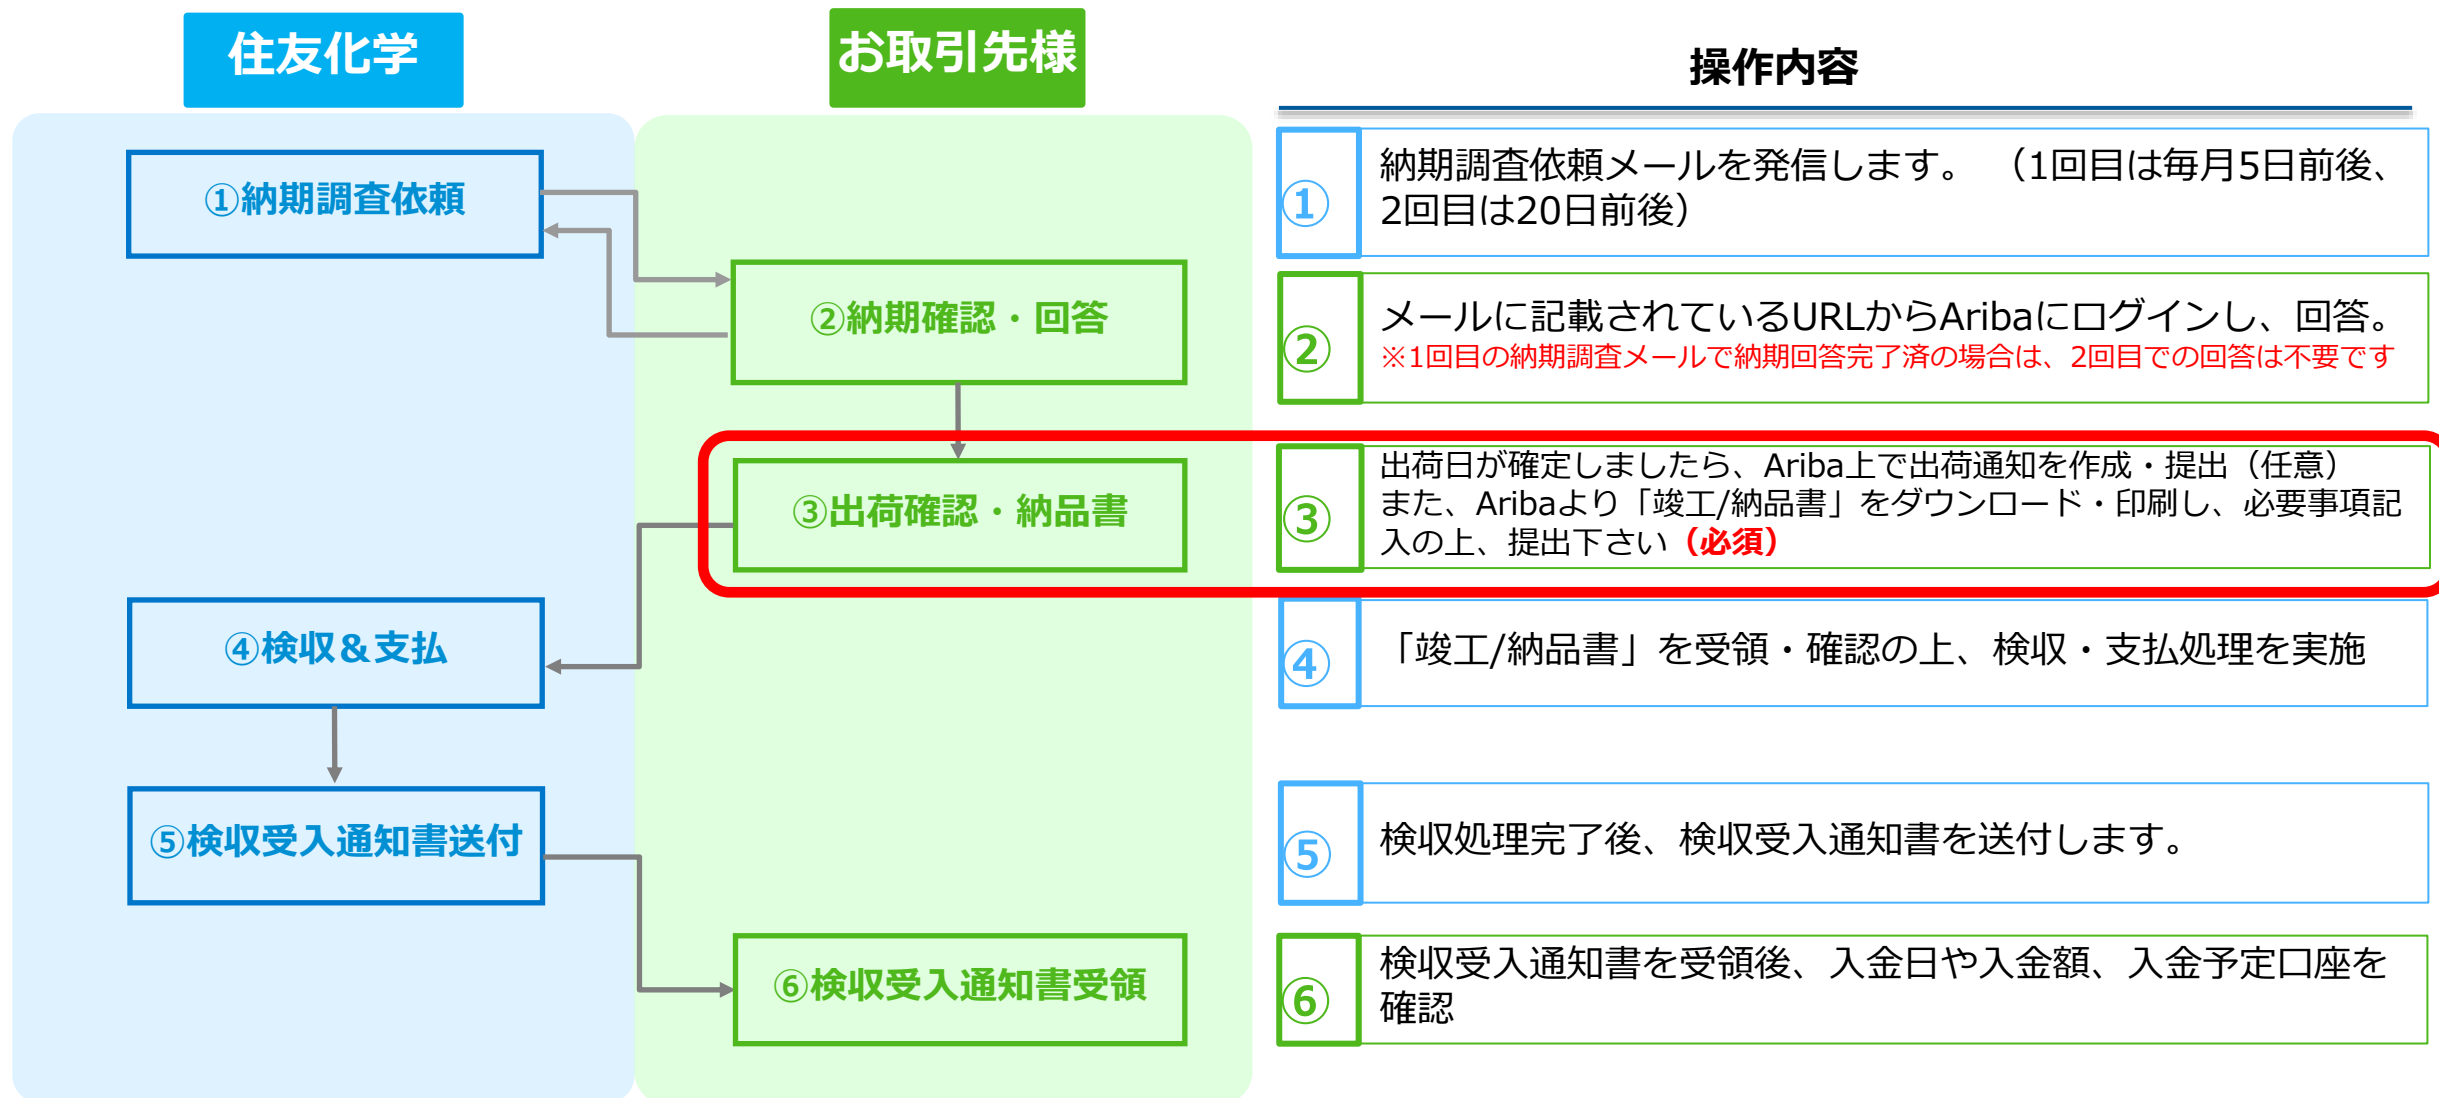 住友化学
お取引先様
操作内容
①納期調査依頼
②納期確認・回答
③出荷確認・納品書
④検収＆支払
⑤検収受入通知書送付
⑥検収受入通知書受領
①
納期調査依頼メールを発信します。 （1回目は毎月5日前後、
2回目は20日前後）
②
メールに記載されているURLからAribaにログインし、回答。
※1回目の納期調査メールで納期回答完了済の場合は、2回目での回答は不要です
③
出荷日が確定しましたら、Ariba上で出荷通知を作成・提出（任意）
また、Aribaより「竣工/納品書」をダウンロード・印刷し、必要事項記
入の上、提出下さい（必須）
④
「竣工/納品書」を受領・確認の上、検収・支払処理を実施
⑤
検収処理完了後、検収受入通知書を送付します。
⑥
検収受入通知書を受領後、入金日や入金額、入金予定口座を
確認